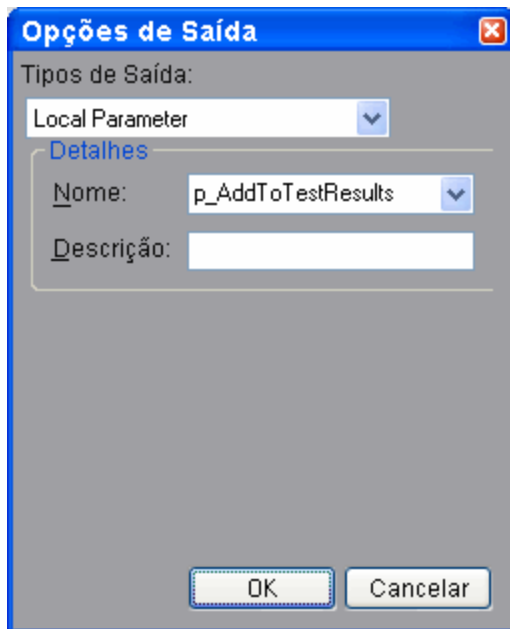 Opções de Saída
Tipos de Saída:
Local Parameter
Detalhes
Nome: p_AddToTestResults
Descrição:
OK Cancelar